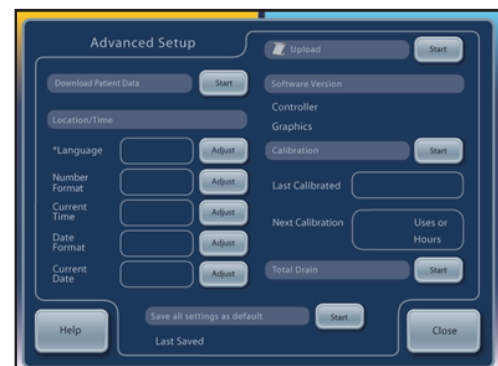 Advanced Setup
Download Patient Data
Start
Location/Time
*Language
Adjust
Number
Format
Adjust
Current
Time
Adjust
Date
Format
Adjust
Current
Date
Adjust
Upload
Start
Software Version
Controller
Graphics
Calibration
Start
Last Calibrated
Next Calibration
Uses or
Hours
Total Drain
Start
Help
Save all settings as default
Start
Last Saved
Close